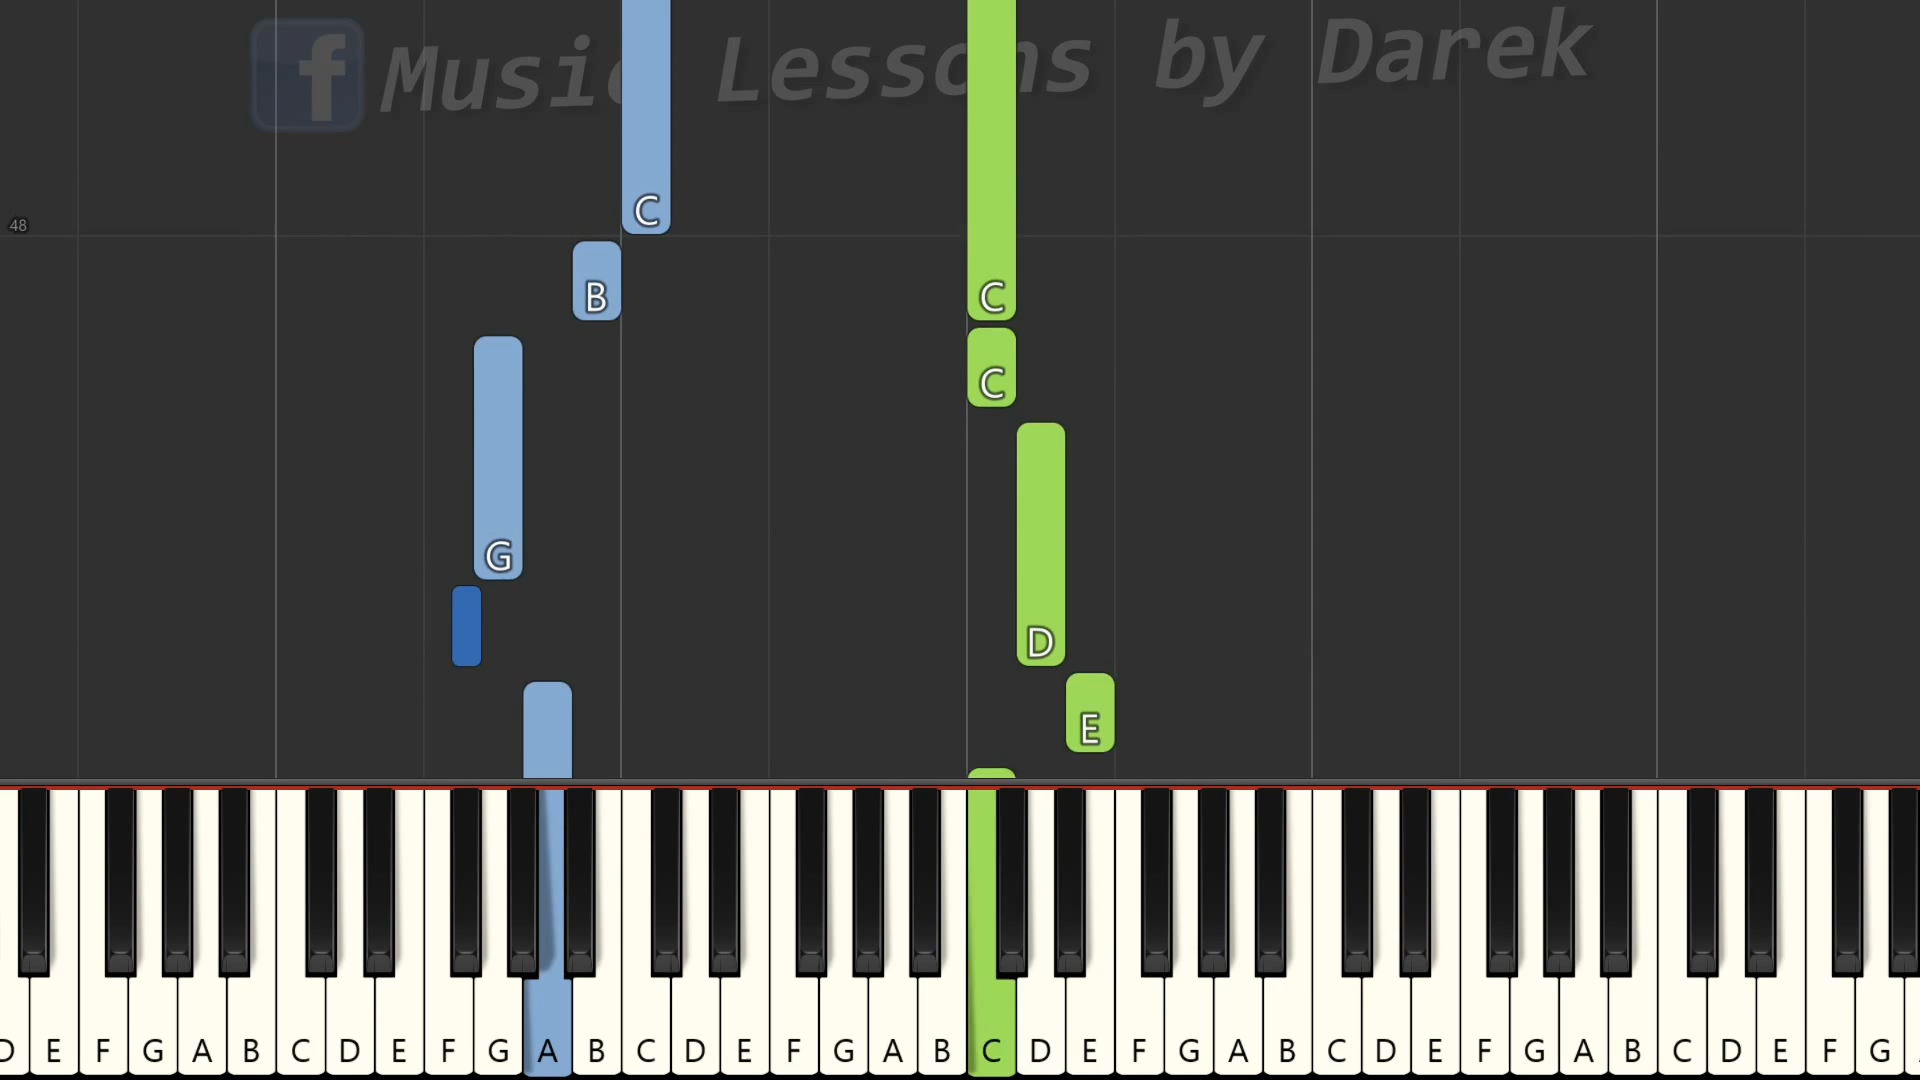 f Music Lessons by Darek
C
48
B
C
C
G
D
E
D E F G A B C D E F G A B C D E F G A B C D E F G A B C D E F G A B C D E F G